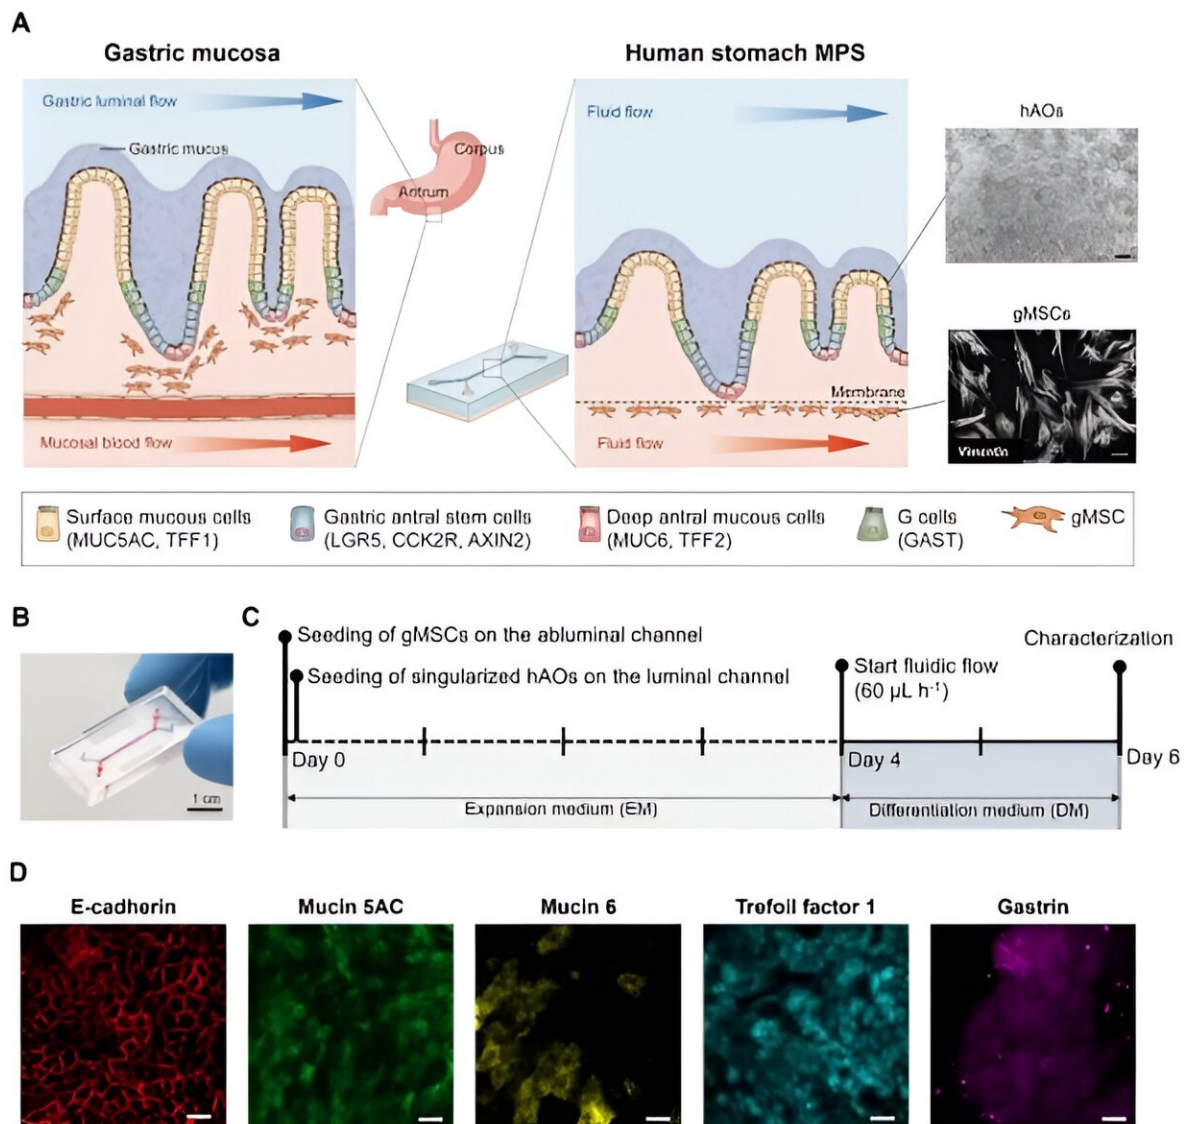 A
Gastric mucosa
Human stomach MPS
Gastric luminal flow
Gastric mucus
Corpus
Antrum
Fluid flow
hAOs
gMSCs
Membrane
Mucosal blood flow
Fluid flow
Vimentin
Surface mucous cells
(MUC5AC, TFF1)
Gastric antral stem cells
(LGR5, CCK2R, AXIN2)
Deep antral mucous cells
(MUC6, TFF2)
G cells
(GAST)
gMSC
B
1 cm
C
Seeding of gMSCs on the abluminal channel
Seeding of singularized hAOs on the luminal channel
Start fluidic flow
(60 µL h⁻¹)
Characterization
Day 0
Day 4
Day 6
Expansion medium (EM)
Differentiation medium (DM)
D
E-cadherin
Mucin 5AC
Mucin 6
Trefoil factor 1
Gastrin